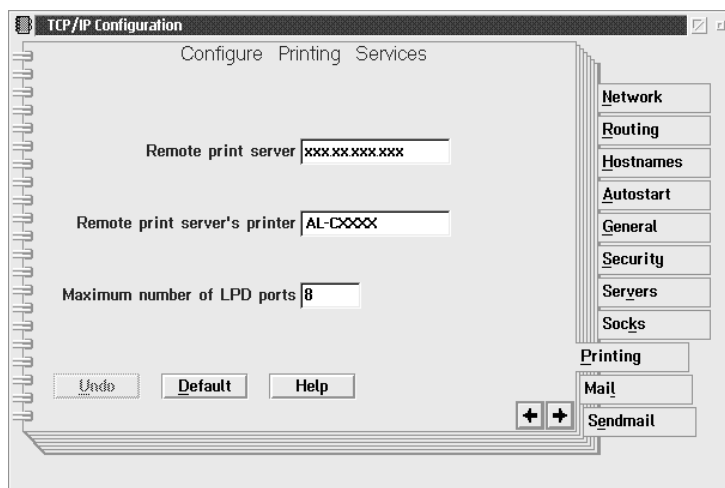 TCP/IP Configuration
Configure Printing Services
Remote print server xxx.xx.xxx.xxx
Remote print server's printer AL-CXXXX
Maximum number of LPD ports 8
Undo Default Help
Network
Routing
Hostnames
Autostart
General
Security
Servers
Socks
Printing
Mail
Sendmail